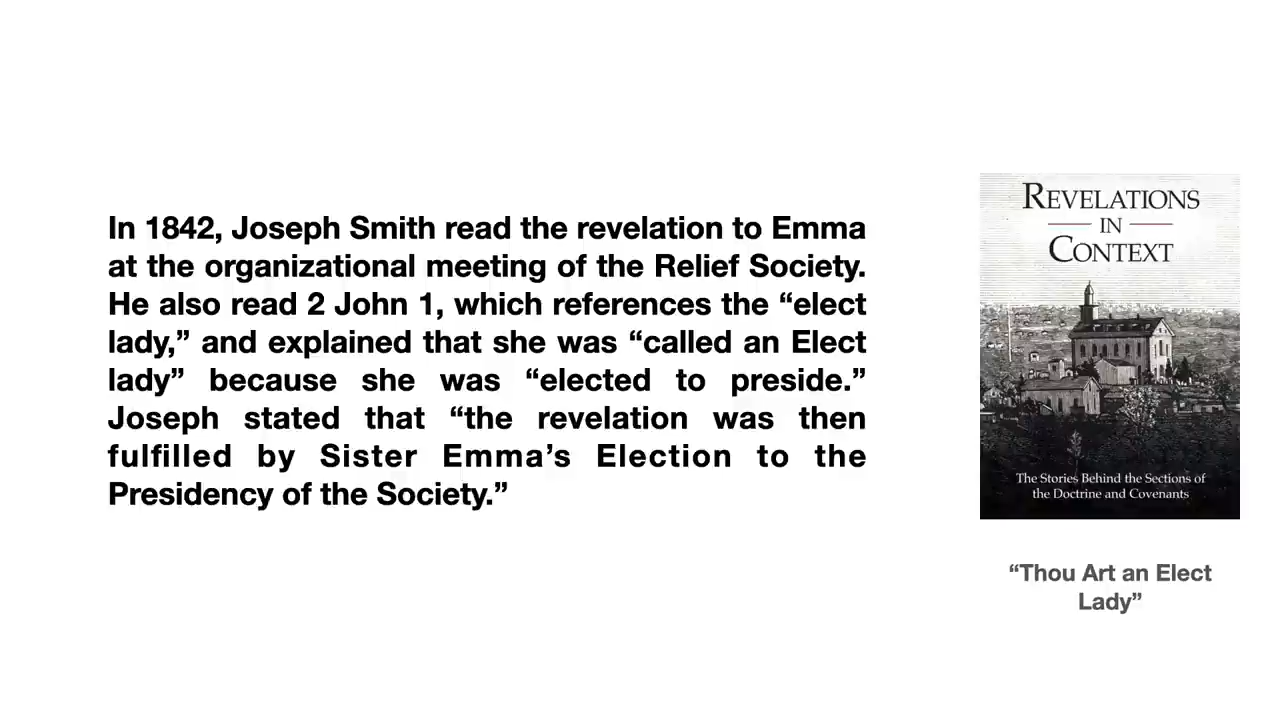 In 1842, Joseph Smith read the revelation to Emma
at the organizational meeting of the Relief Society.
He also read 2 John 1, which references the “elect
lady,” and explained that she was “called an Elect
lady” because she was “elected to preside.”
Joseph stated that “the revelation was then
fulfilled by Sister Emma’s Election to the
Presidency of the Society.”
REVELATIONS
IN
CONTEXT
The Stories Behind the Sections of
the Doctrine and Covenants
“Thou Art an Elect
Lady”